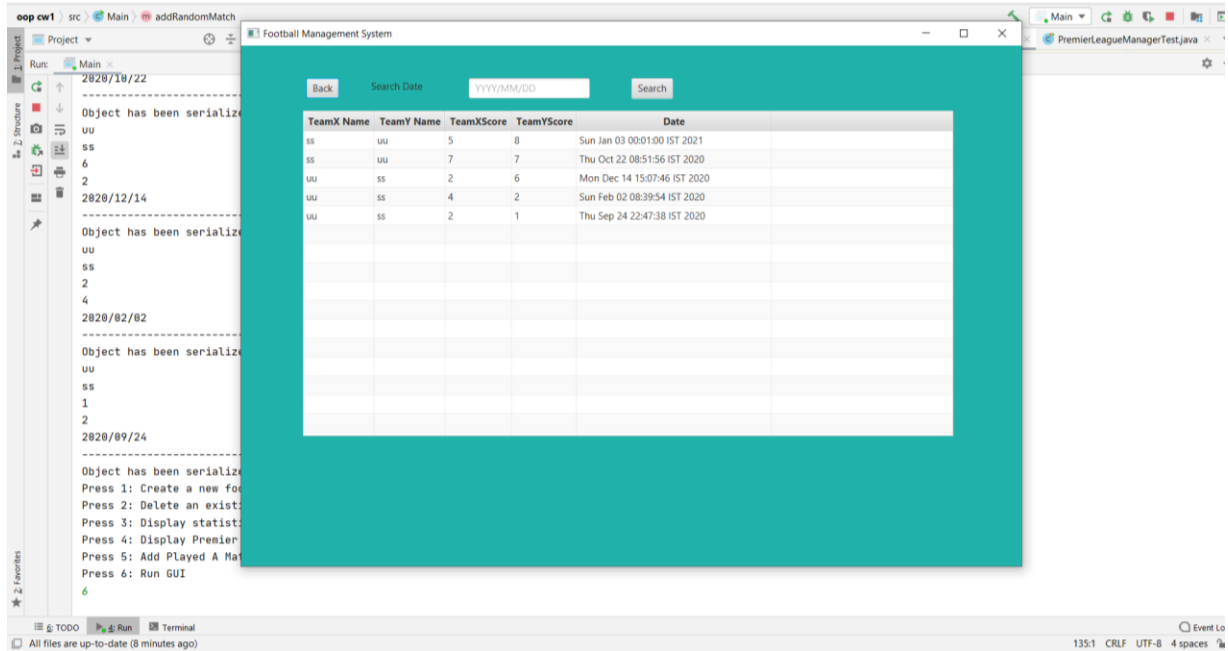 oop cw1 src Main addRandomMatch
Main
Project
PremierLeagueManagerTest.java
Run: Main
1: Project
Z: Structure
2: Favorites
2020/10/22
Object has been serialize
uu
ss
6
2
2020/12/14
Object has been serialize
uu
ss
2
4
2020/02/02
Object has been serialize
uu
ss
1
2
2020/09/24
Object has been serialize
Press 1: Create a new foo
Press 2: Delete an existi
Press 3: Display statisti
Press 4: Display Premier
Press 5: Add Played A Mat
Press 6: Run GUI
6
Football Management System
Back Search Date YYYY/MM/DD Search
TeamX Name TeamY Name TeamXScore TeamYScore Date
ss uu 5 8 Sun Jan 03 00:01:00 IST 2021
ss uu 7 7 Thu Oct 22 08:51:56 IST 2020
uu ss 2 6 Mon Dec 14 15:07:46 IST 2020
uu ss 4 2 Sun Feb 02 08:39:54 IST 2020
uu ss 2 1 Thu Sep 24 22:47:38 IST 2020
6: TODO 4: Run Terminal
Event Lo
All files are up-to-date (8 minutes ago)
135:1 CRLF UTF-8 4 spaces